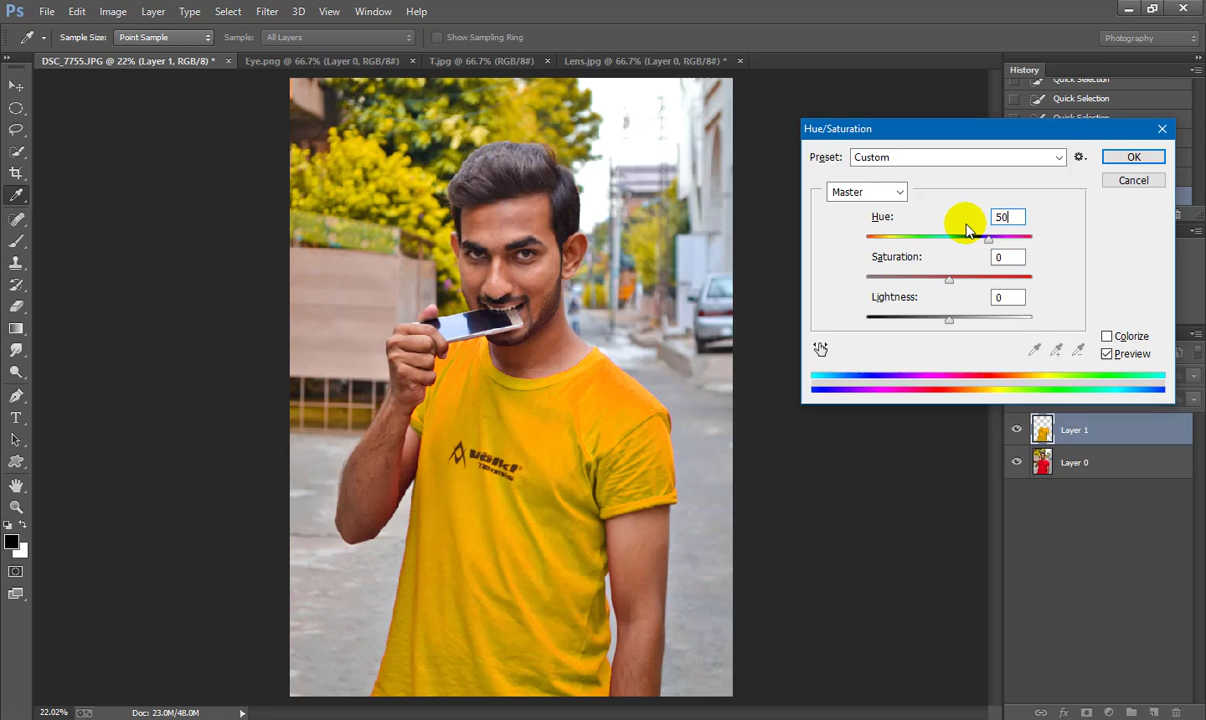 Ps File Edit Image Layer Type Select Filter 3D View Window Help
Sample Size: Point Sample Sample: All Layers Show Sampling Ring Photography
DSC_7755.JPG @ 22% (Layer 1, RGB/8) * × Eye.png @ 66.7% (Layer 0, RGB/8#) × T.jpg @ 66.7% (RGB/8#) × Lens.jpg @ 66.7% (Layer 0, RGB/8#) * ×
History
Quick Selection
Quick Selection
Hue/Saturation
Preset: Custom OK
Cancel
Master
Hue: 50
Saturation: 0
Lightness: 0
Colorize
Preview
Layer 1
Layer 0
22.02% Doc: 23.0M/48.0M